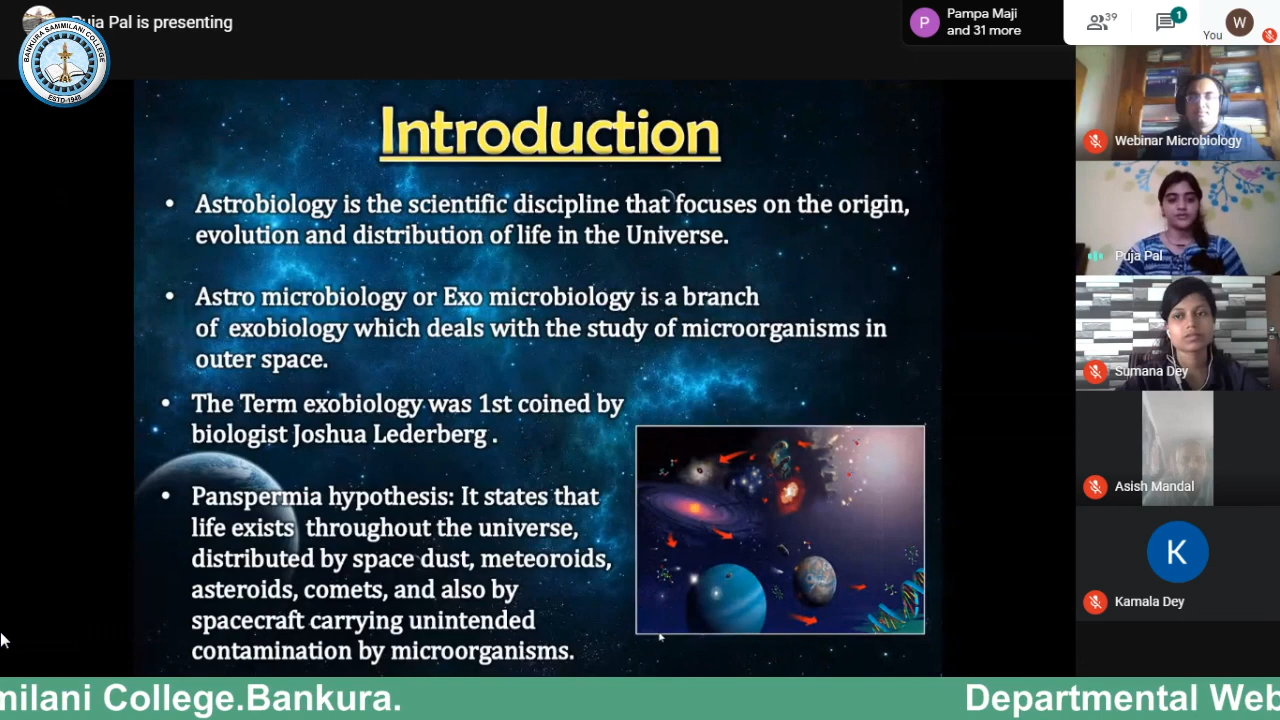 Puja Pal is presenting
BANKURA SAMMILANI COLLEGE
ESTD-1948
P
Pampa Maji
and 31 more
39
1
You
W
Introduction
• Astrobiology is the scientific discipline that focuses on the origin,
evolution and distribution of life in the Universe.
• Astro microbiology or Exo microbiology is a branch
of exobiology which deals with the study of microorganisms in
outer space.
• The Term exobiology was 1st coined by
biologist Joshua Lederberg .
• Panspermia hypothesis: It states that
life exists throughout the universe,
distributed by space dust, meteoroids,
asteroids, comets, and also by
spacecraft carrying unintended
contamination by microorganisms.
Webinar Microbiology
Puja Pal
Sumana Dey
Asish Mandal
K
Kamala Dey
milani College.Bankura.
Departmental Web